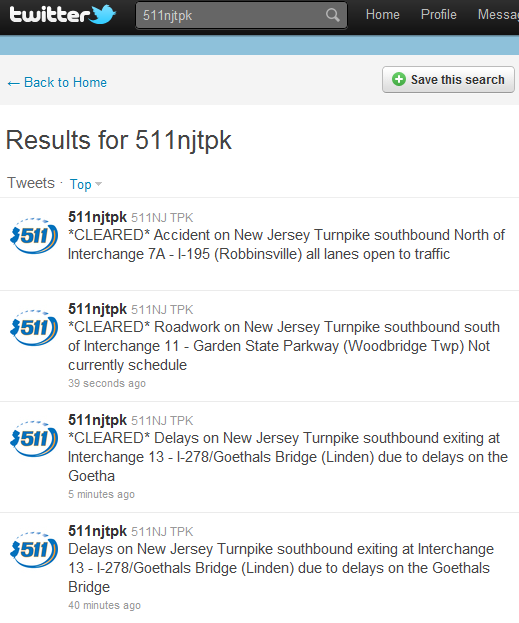 twitter 511njtpk Home Profile Messag
← Back to Home Save this search
Results for 511njtpk
Tweets · Top
511njtpk 511NJ TPK
*CLEARED* Accident on New Jersey Turnpike southbound North of
Interchange 7A - I-195 (Robbinsville) all lanes open to traffic
511
511njtpk 511NJ TPK
*CLEARED* Roadwork on New Jersey Turnpike southbound south
of Interchange 11 - Garden State Parkway (Woodbridge Twp) Not
currently schedule
39 seconds ago
511
511njtpk 511NJ TPK
*CLEARED* Delays on New Jersey Turnpike southbound exiting at
Interchange 13 - I-278/Goethals Bridge (Linden) due to delays on the
Goetha
5 minutes ago
511
511njtpk 511NJ TPK
Delays on New Jersey Turnpike southbound exiting at Interchange
13 - I-278/Goethals Bridge (Linden) due to delays on the Goethals
Bridge
40 minutes ago
511